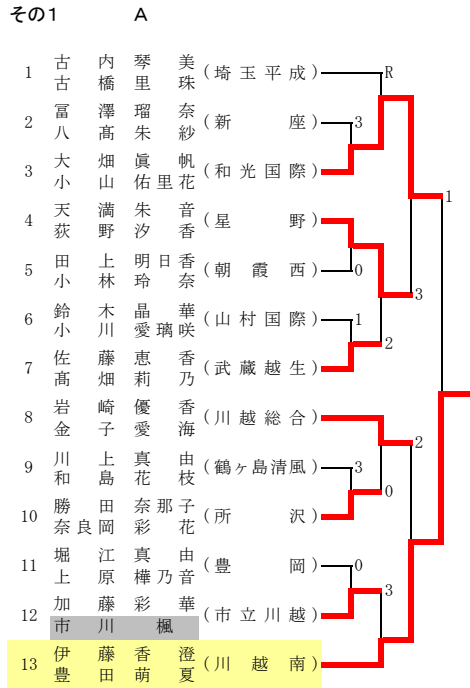 その1 A
古内琴美
1 (埼玉平成) R
古橋里珠
冨澤瑠奈
2 (新座) 3
八髙朱紗
大畑眞帆
3 (和光国際)
小山佑里花
1
天満朱音
4 (星野)
荻野汐香
3
田上明日香
5 (朝霞西) 0
小林玲奈
鈴木晶華
6 (山村国際) 1
小川愛璃咲
2
佐藤恵香
7 (武蔵越生)
髙畑莉乃
岩崎優香
8 (川越総合)
金子愛海
2
川上真由
9 (鶴ヶ島清風) 3
和島花枝
0
勝田奈那子
10 (所沢)
奈良岡彩花
堀江真由
11 (豊岡) 0
上原樺乃音
3
加藤彩華
12 (市立川越)
市川楓
伊藤香澄
13 (川越南)
豊田萌夏